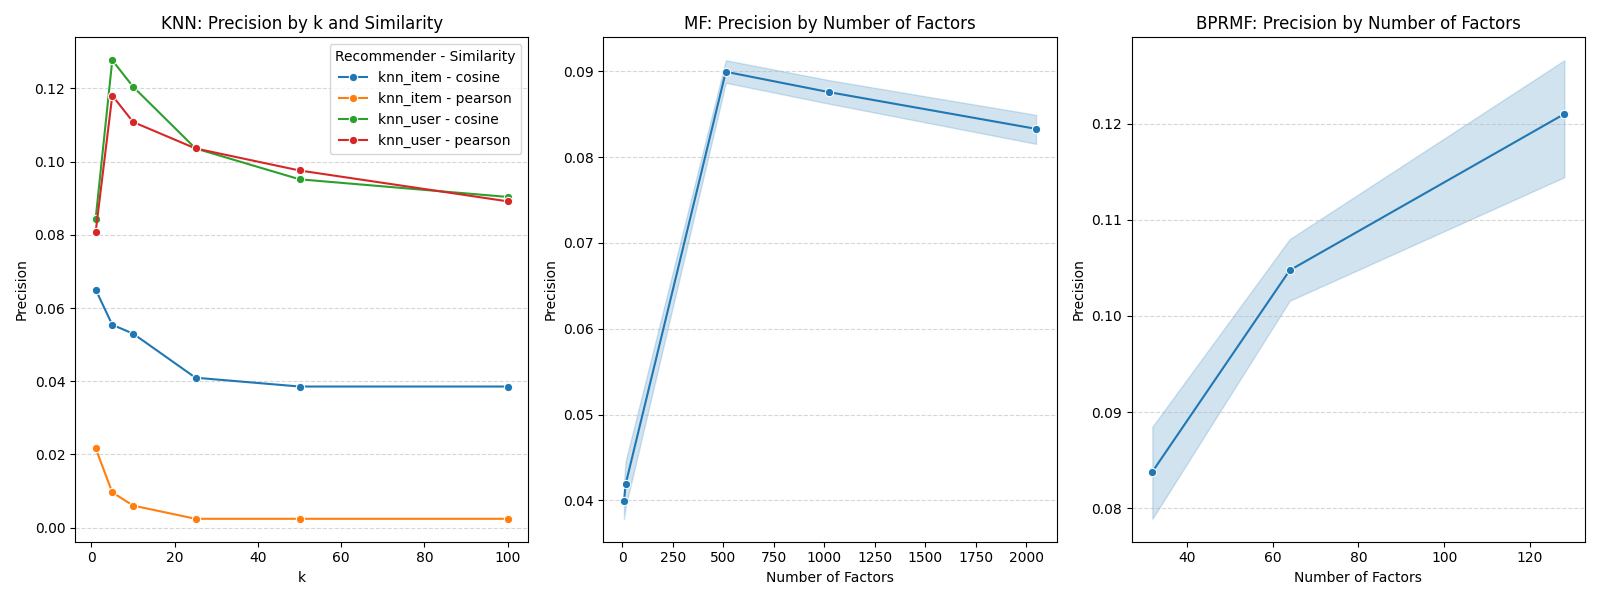 KNN: Precision by k and Similarity
Precision
0.12
0.10
0.08
0.06
0.04
0.02
0.00
Recommender - Similarity
knn_item - cosine
knn_item - pearson
knn_user - cosine
knn_user - pearson
0 20 40 60 80 100
k
MF: Precision by Number of Factors
Precision
0.09
0.08
0.07
0.06
0.05
0.04
0 250 500 750 1000 1250 1500 1750 2000
Number of Factors
BPRMF: Precision by Number of Factors
Precision
0.12
0.11
0.10
0.09
0.08
40 60 80 100 120
Number of Factors